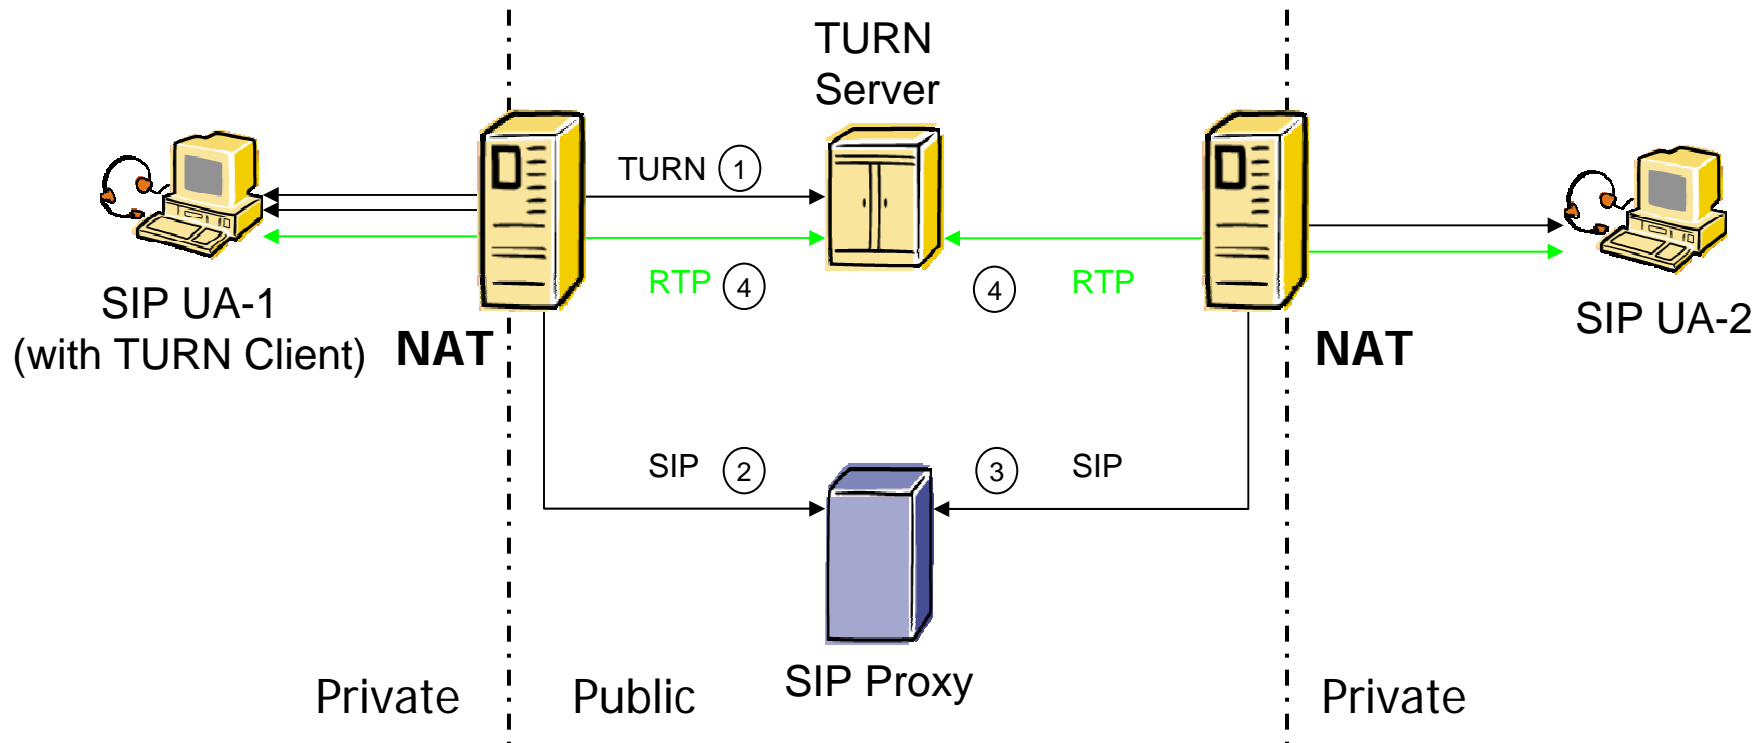 TURN
Server
TURN 1
RTP 4
4 RTP
SIP UA-1
(with TURN Client)
NAT
NAT
SIP UA-2
SIP 2
3 SIP
SIP Proxy
Private
Public
Private